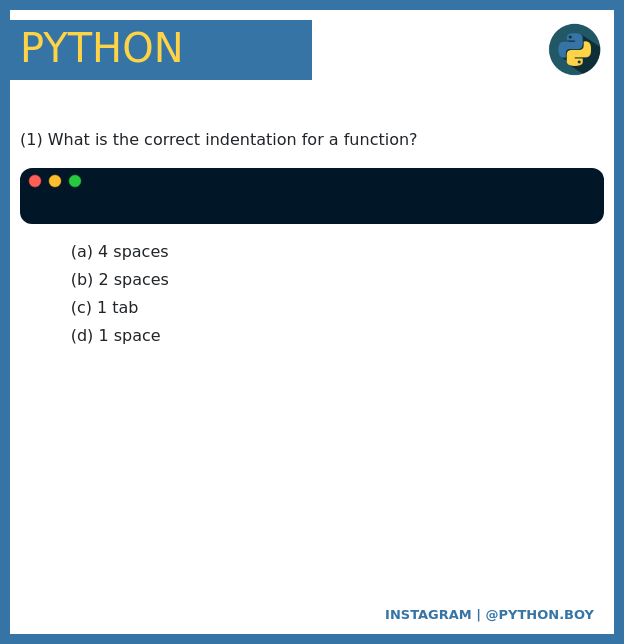 PYTHON
(1) What is the correct indentation for a function?
(a) 4 spaces
(b) 2 spaces
(c) 1 tab
(d) 1 space
INSTAGRAM | @PYTHON.BOY